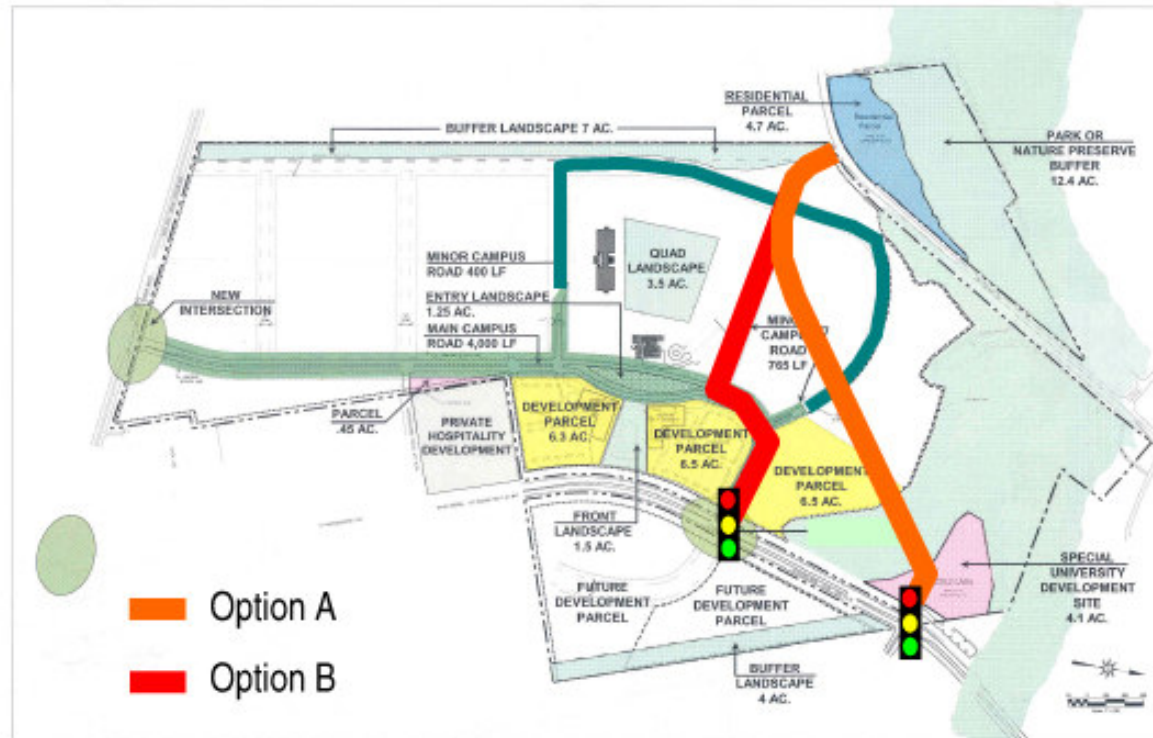 RESIDENTIAL
PARCEL
4.7 AC.
BUFFER LANDSCAPE 7 AC.
Residential
Parcel
PARK OR
NATURE PRESERVE
BUFFER
12.4 AC.
MINOR CAMPUS
ROAD 400 LF
QUAD
LANDSCAPE
3.5 AC.
NEW
INTERSECTION
ENTRY LANDSCAPE
1.25 AC.
MAIN CAMPUS
ROAD 4,000 LF
ROAD
765 LF
PARCEL
.45 AC.
PRIVATE
HOSPITALITY
DEVELOPMENT
DEVELOPMENT
PARCEL
6.3 AC.
DEVELOPMENT
PARCEL
6.5 AC.
DEVELOPMENT
PARCEL
6.5 AC.
FRONT
LANDSCAPE
1.5 AC.
FUTURE
DEVELOPMENT
PARCEL
FUTURE
DEVELOPMENT
PARCEL
SPECIAL
UNIVERSITY
DEVELOPMENT
SITE
4.1 AC.
BUFFER
LANDSCAPE
4 AC.
Option A
Option B